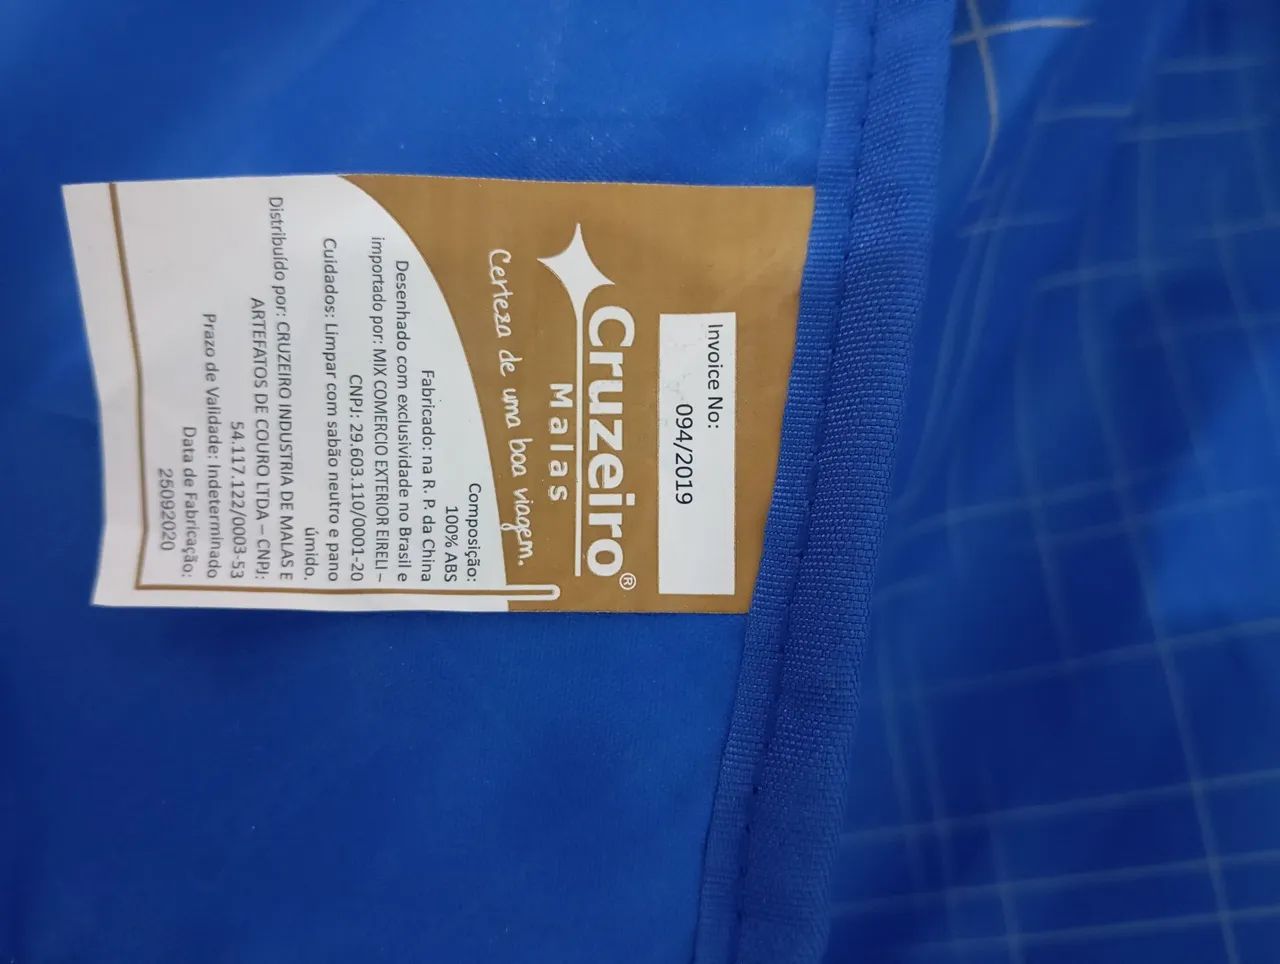 Invoice No:
094/2019
Cruzeiro®
Malas
Certeza de uma boa viagem.
Composição:
100% ABS
Fabricado: na R. P. da China
Desenhado com exclusividade no Brasil e
importado por: MIX COMERCIO EXTERIOR EIRELI –
CNPJ: 29.603.110/0001-20
Cuidados: Limpar com sabão neutro e pano
úmido.
Distribuído por: CRUZEIRO INDUSTRIA DE MALAS E
ARTEFATOS DE COURO LTDA – CNPJ:
54.117.122/0003-53
Prazo de Validade: Indeterminado
Data de Fabricação:
25092020